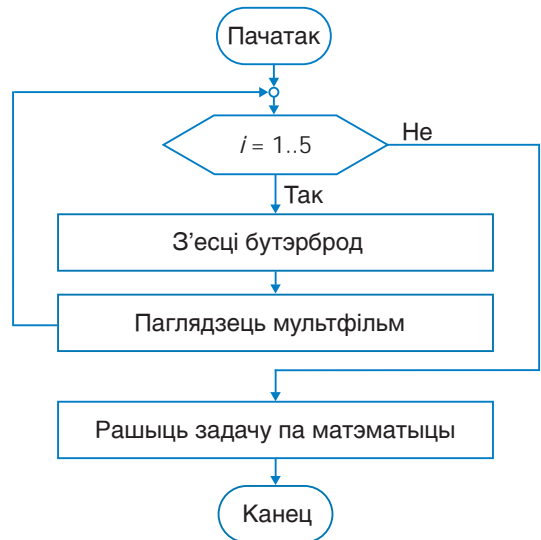 Пачатак
i = 1..5
Не
Так
З'есці бутэрброд
Паглядзець мультфільм
Рашыць задачу па матэматыцы
Канец